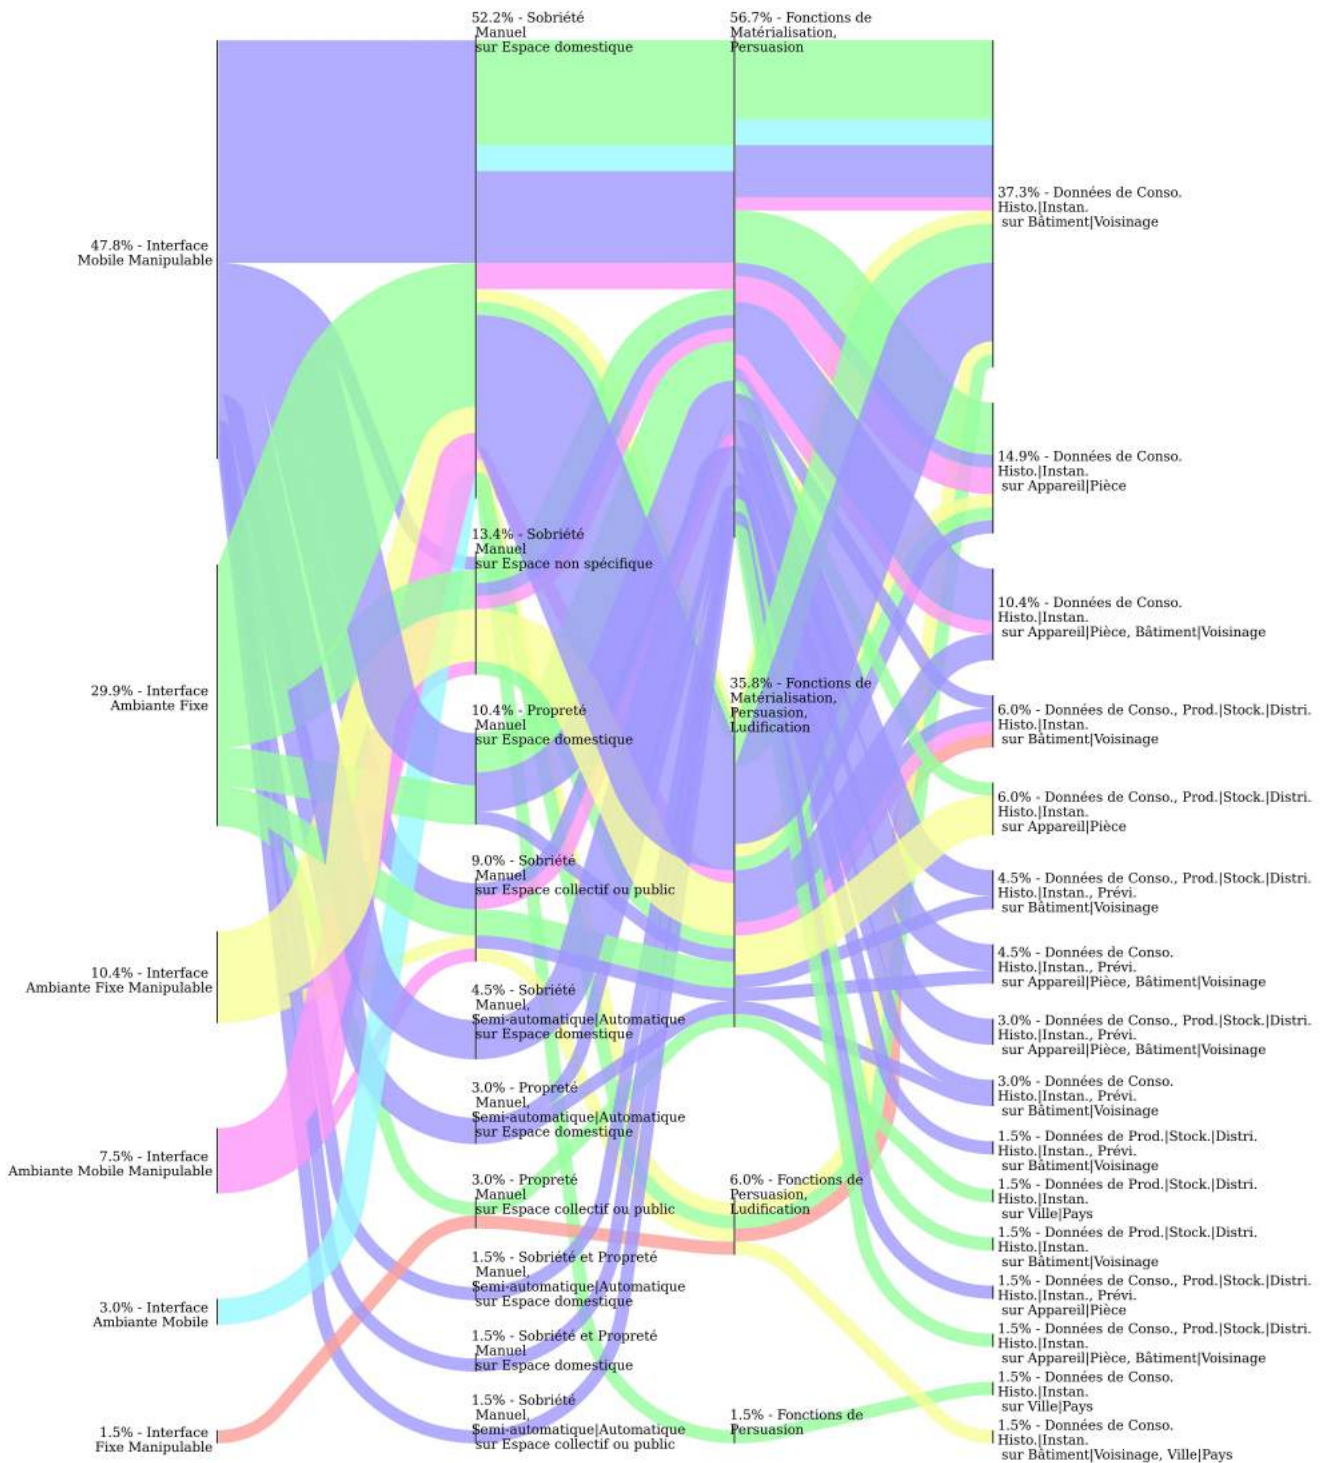 47.8% - Interface
Mobile Manipulable
29.9% - Interface
Ambiante Fixe
10.4% - Interface
Ambiante Fixe Manipulable
7.5% - Interface
Ambiante Mobile Manipulable
3.0% - Interface
Ambiante Mobile
1.5% - Interface
Fixe Manipulable
52.2% - Sobriété
Manuel
sur Espace domestique
13.4% - Sobriété
Manuel
sur Espace non spécifique
10.4% - Propreté
Manuel
sur Espace domestique
9.0% - Sobriété
Manuel
sur Espace collectif ou public
4.5% - Sobriété
Manuel,
Semi-automatique|Automatique
sur Espace domestique
3.0% - Propreté
Manuel,
Semi-automatique|Automatique
sur Espace domestique
3.0% - Propreté
Manuel
sur Espace collectif ou public
1.5% - Sobriété et Propreté
Manuel,
Semi-automatique|Automatique
sur Espace domestique
1.5% - Sobriété et Propreté
Manuel
sur Espace domestique
1.5% - Sobriété
Manuel,
Semi-automatique|Automatique
sur Espace collectif ou public
56.7% - Fonctions de
Matérialisation,
Persuasion
35.8% - Fonctions de
Matérialisation,
Persuasion,
Ludification
6.0% - Fonctions de
Persuasion,
Ludification
1.5% - Fonctions de
Persuasion
37.3% - Données de Conso.
Histo.|Instan.
sur Bâtiment|Voisinage
14.9% - Données de Conso.
Histo.|Instan.
sur Appareil|Pièce
10.4% - Données de Conso.
Histo.|Instan.
sur Appareil|Pièce, Bâtiment|Voisinage
6.0% - Données de Conso., Prod.|Stock.|Distri.
Histo.|Instan.
sur Bâtiment|Voisinage
6.0% - Données de Conso., Prod.|Stock.|Distri.
Histo.|Instan.
sur Appareil|Pièce
4.5% - Données de Conso., Prod.|Stock.|Distri.
Histo.|Instan., Prévi.
sur Bâtiment|Voisinage
4.5% - Données de Conso.
Histo.|Instan., Prévi.
sur Appareil|Pièce, Bâtiment|Voisinage
3.0% - Données de Conso., Prod.|Stock.|Distri.
Histo.|Instan., Prévi.
sur Appareil|Pièce, Bâtiment|Voisinage
3.0% - Données de Conso.
Histo.|Instan., Prévi.
sur Bâtiment|Voisinage
1.5% - Données de Prod.|Stock.|Distri.
Histo.|Instan., Prévi.
sur Bâtiment|Voisinage
1.5% - Données de Prod.|Stock.|Distri.
Histo.|Instan.
sur Ville|Pays
1.5% - Données de Prod.|Stock.|Distri.
Histo.|Instan.
sur Bâtiment|Voisinage
1.5% - Données de Conso., Prod.|Stock.|Distri.
Histo.|Instan., Prévi.
sur Appareil|Pièce
1.5% - Données de Conso., Prod.|Stock.|Distri.
Histo.|Instan.
sur Appareil|Pièce, Bâtiment|Voisinage
1.5% - Données de Conso.
Histo.|Instan.
sur Ville|Pays
1.5% - Données de Conso.
Histo.|Instan.
sur Bâtiment|Voisinage, Ville|Pays